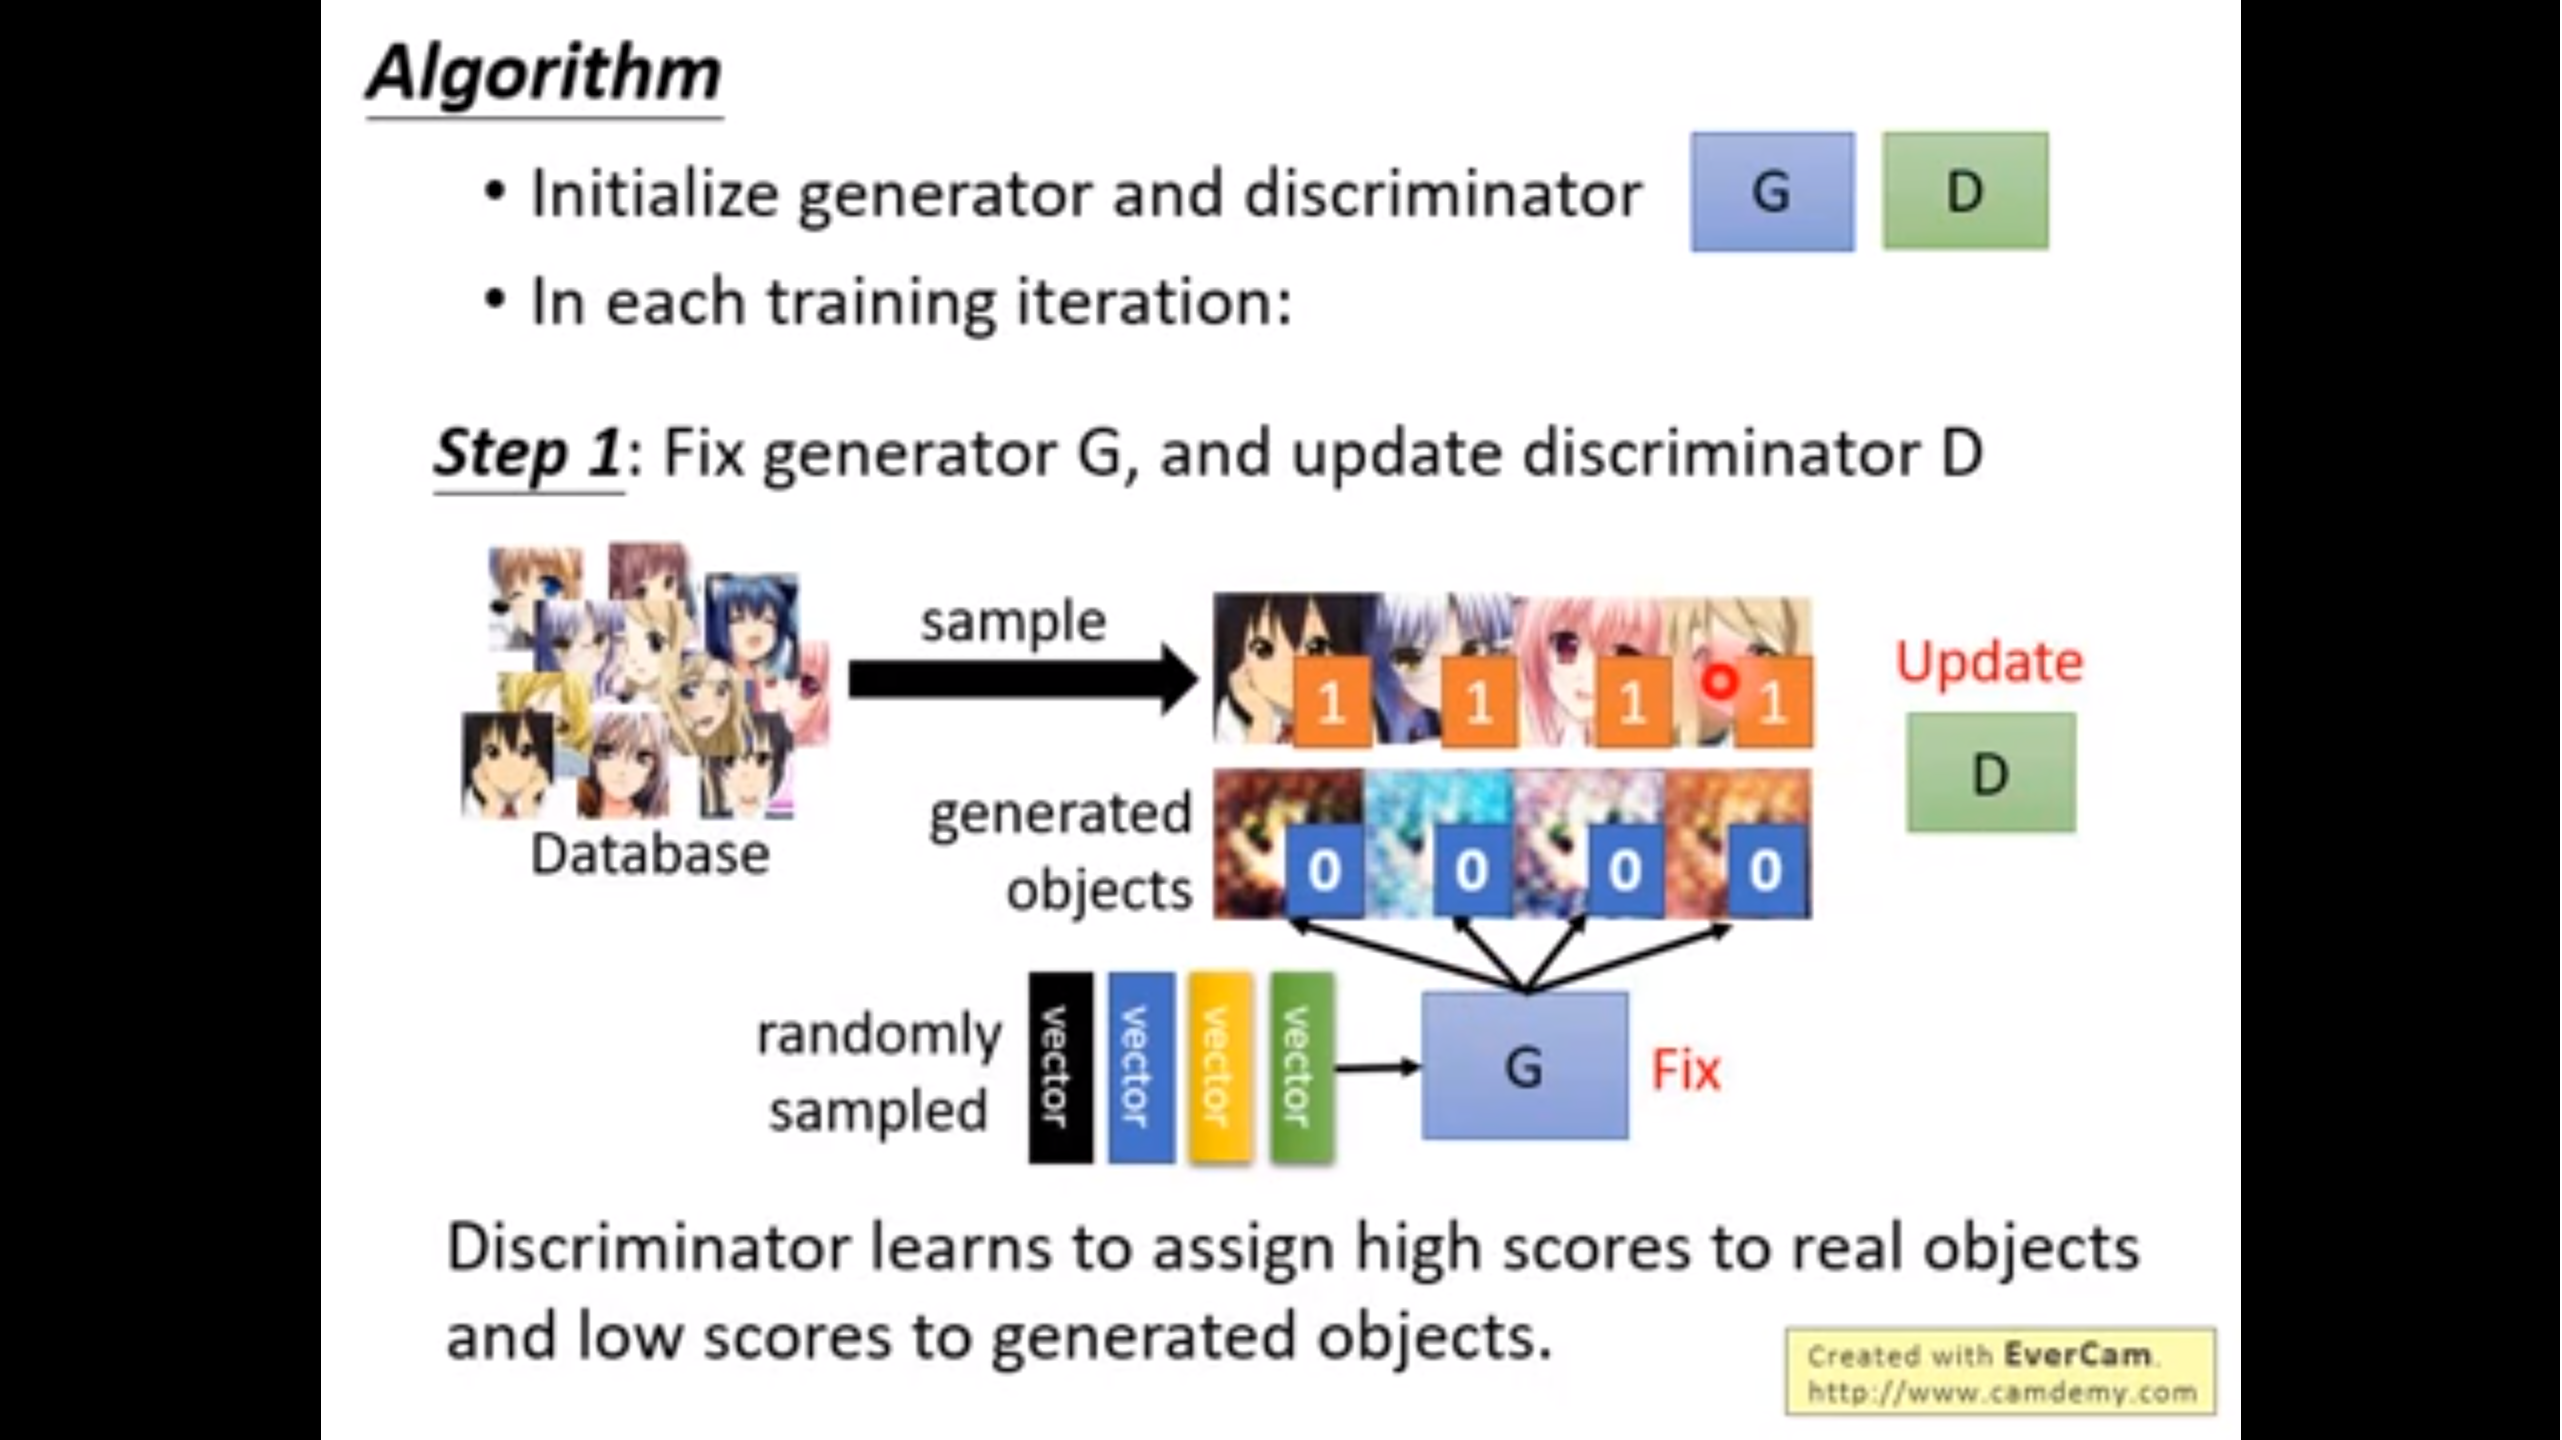 Algorithm
• Initialize generator and discriminator
G
D
• In each training iteration:
Step 1: Fix generator G, and update discriminator D
sample
1
1
1
1
Update
D
Database
generated
objects
0
0
0
0
randomly
sampled
vector
vector
vector
vector
G
Fix
Discriminator learns to assign high scores to real objects
and low scores to generated objects.
Created with EverCam.
http://www.camdemy.com